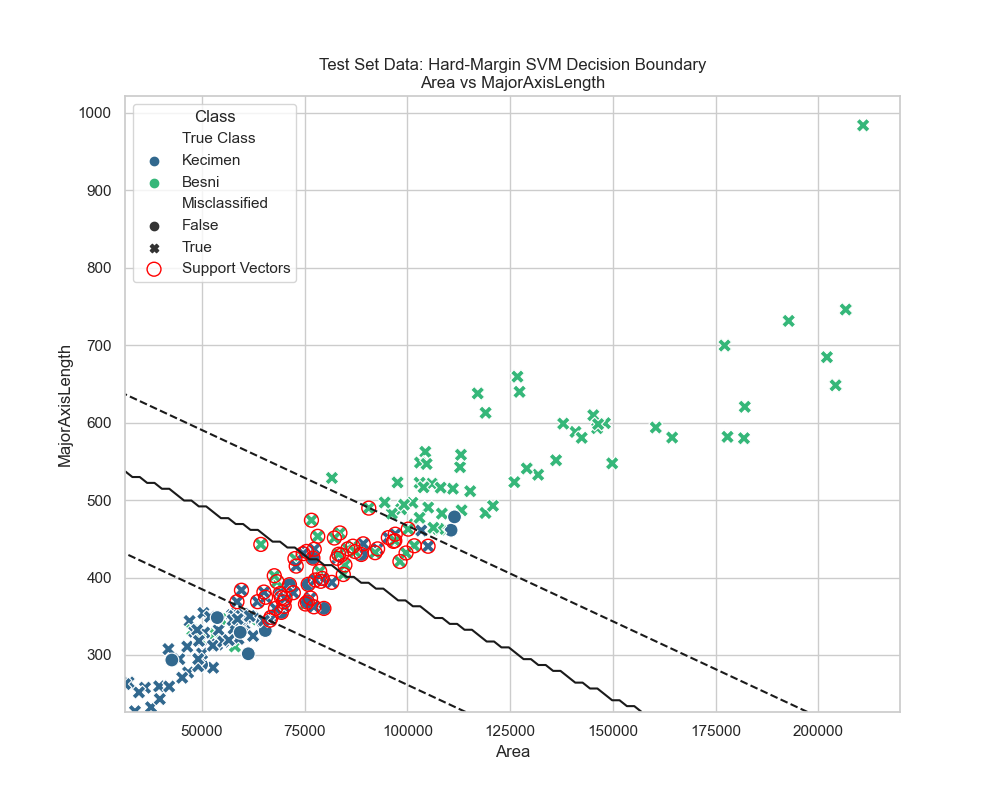 Test Set Data: Hard-Margin SVM Decision Boundary
Area vs MajorAxisLength
Class
True Class
Kecimen
Besni
Misclassified
False
True
Support Vectors
MajorAxisLength
1000
900
800
700
600
500
400
300
50000 75000 100000 125000 150000 175000 200000
Area